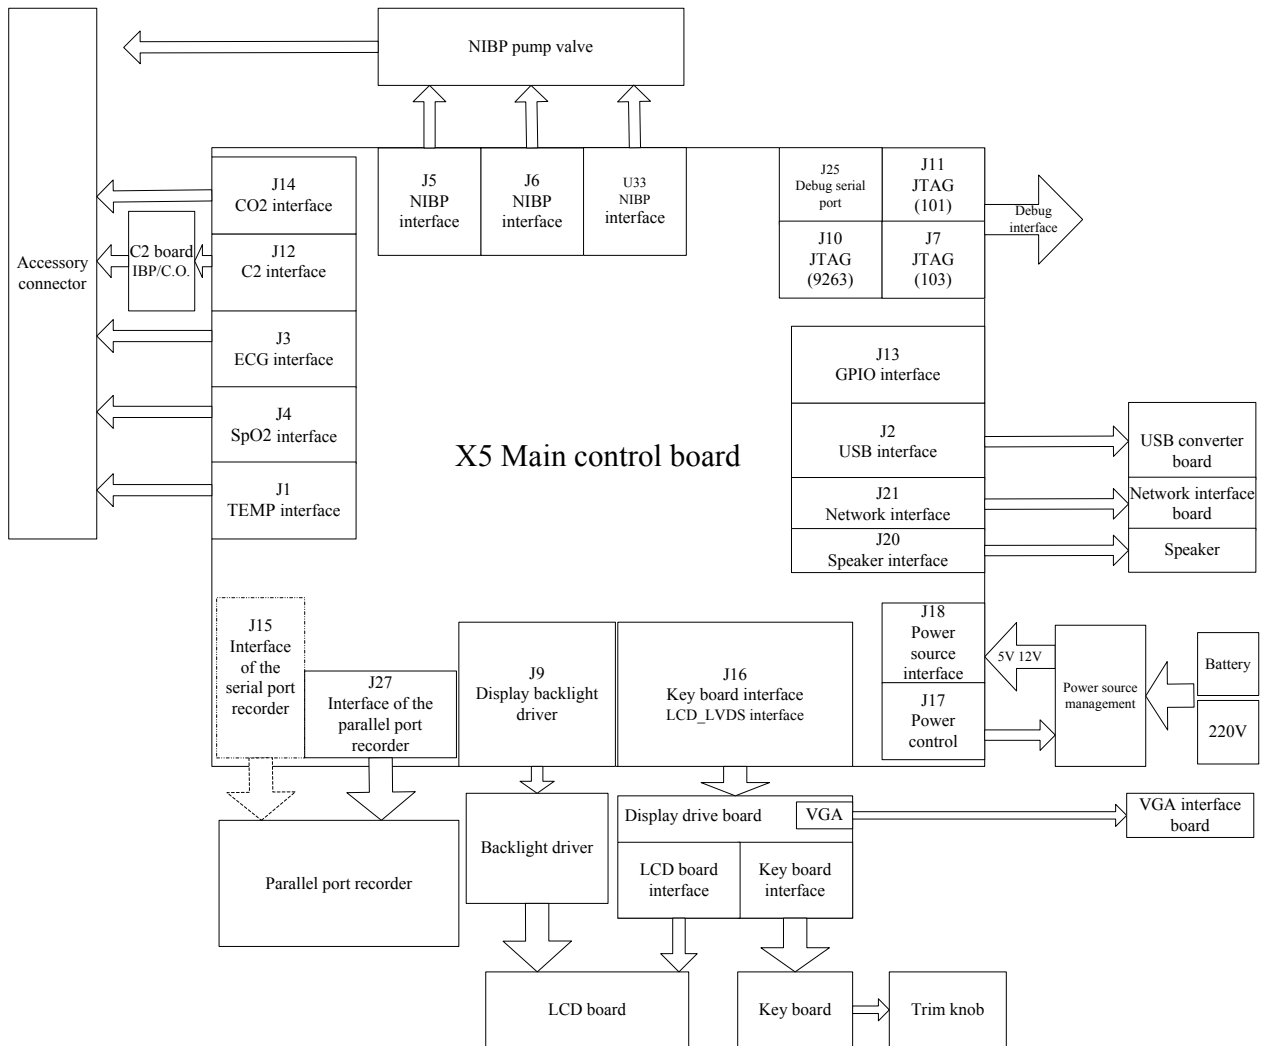 NIBP pump valve
Accessory
connector
J14
CO2 interface
C2 board
IBP/C.O.
J12
C2 interface
J3
ECG interface
J4
SpO2 interface
J1
TEMP interface
J5
NIBP
interface
J6
NIBP
interface
U33
NIBP
interface
J25
Debug serial
port
J11
JTAG
(101)
J10
JTAG
(9263)
J7
JTAG
(103)
Debug
interface
J13
GPIO interface
J2
USB interface
J21
Network interface
J20
Speaker interface
USB converter
board
Network interface
board
Speaker
X5 Main control board
J15
Interface
of the
serial port
recorder
J27
Interface of the
parallel port
recorder
J9
Display backlight
driver
J16
Key board interface
LCD_LVDS interface
J18
Power
source
interface
J17
Power
control
5V 12V
Power source
management
Battery
220V
Parallel port recorder
Backlight driver
Display drive board
VGA
LCD board
interface
Key board
interface
VGA interface
board
LCD board
Key board
Trim knob